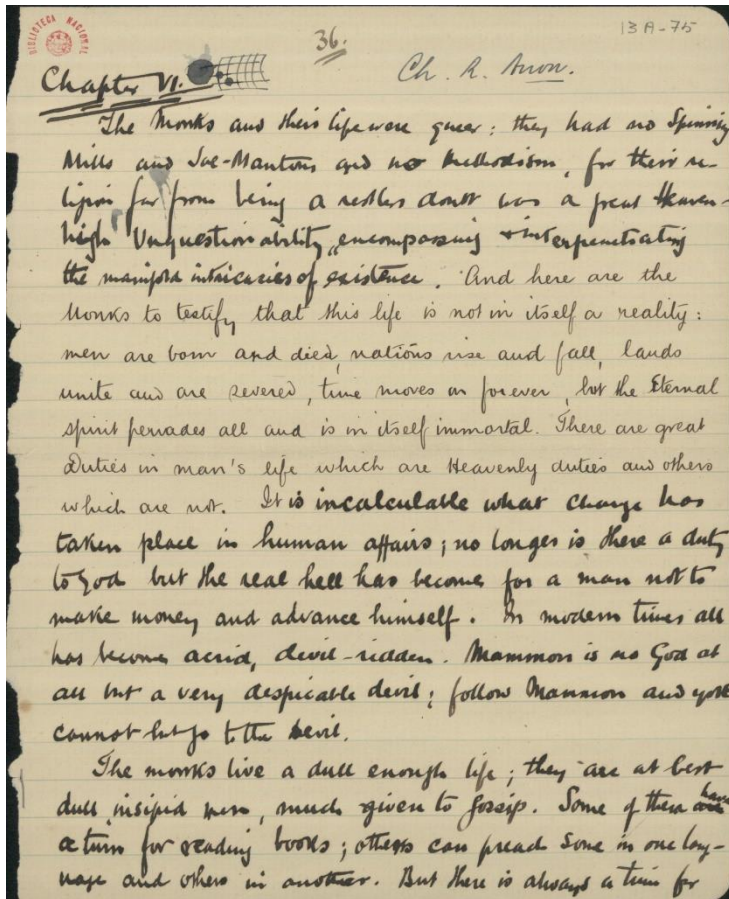 BIBLIOTECA NACIONAL
36.
13A-75
Chapter VI.
Ch. R. Anon.
The Monks and their life were queer: they had no Spinning
Mills and Joe-Mantons and no Methodism, for their re-
ligion far from being a restless doubt was a great Heaven-
high Unquestionability, encompassing & interpenetrating
the manifold intricacies of existence. And here are the
Monks to testify that this life is not in itself a reality:
men are born and died, nations rise and fall, lands
unite and are severed, time moves on forever, but the Eternal
spirit pervades all and is in itself immortal. There are great
Duties in man's life which are Heavenly duties and others
which are not. It is incalculable what change has
taken place in human affairs; no longer is there a duty
to God but the real hell has become for a man not to
make money and advance himself. In modern times all
has become acrid, devil-ridden. Mammon is no God at
all but a very despicable devil; follow Mammon and you
cannot but go to the Devil.
The monks live a dull enough life; they are at best
dull, insipid men, much given to gossip. Some of them have
a turn for reading books; others can preach some in one lang-
uage and others in another. But there is always a time for